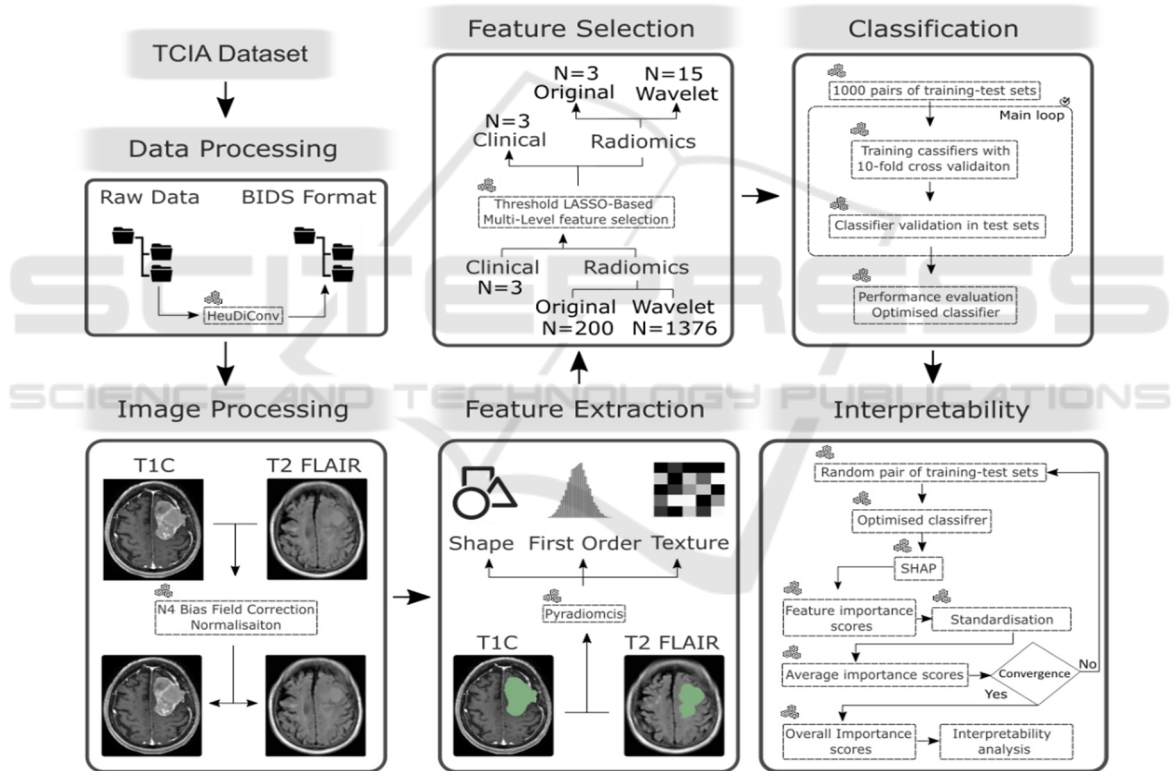 TCIA Dataset
Data Processing
Raw Data
BIDS Format
HeuDiConv
Image Processing
T1C
T2 FLAIR
N4 Bias Field Correction
Normalisaiton
Feature Extraction
Shape
First Order
Texture
Pyradiomcis
T1C
T2 FLAIR
Feature Selection
N=3
Original
N=15
Wavelet
N=3
Clinical
Radiomics
Threshold LASSO-Based
Multi-Level feature selection
Clinical
N=3
Radiomics
Original
N=200
Wavelet
N=1376
Classification
1000 pairs of training-test sets
Main loop
Training cassifiers with
10-fold cross validaiton
Classifier validation in test sets
Performance evaluation
Optimised classifier
Interpretability
Random pair of training-test sets
Optimised classifrer
SHAP
Feature importance
scores
Standardisation
Average importance scores
Convergence
No
Yes
Overall Importance
scores
Interpretability
analysis
SCITEPRESS
SCIENCE AND TECHNOLOGY PUBLICATIONS